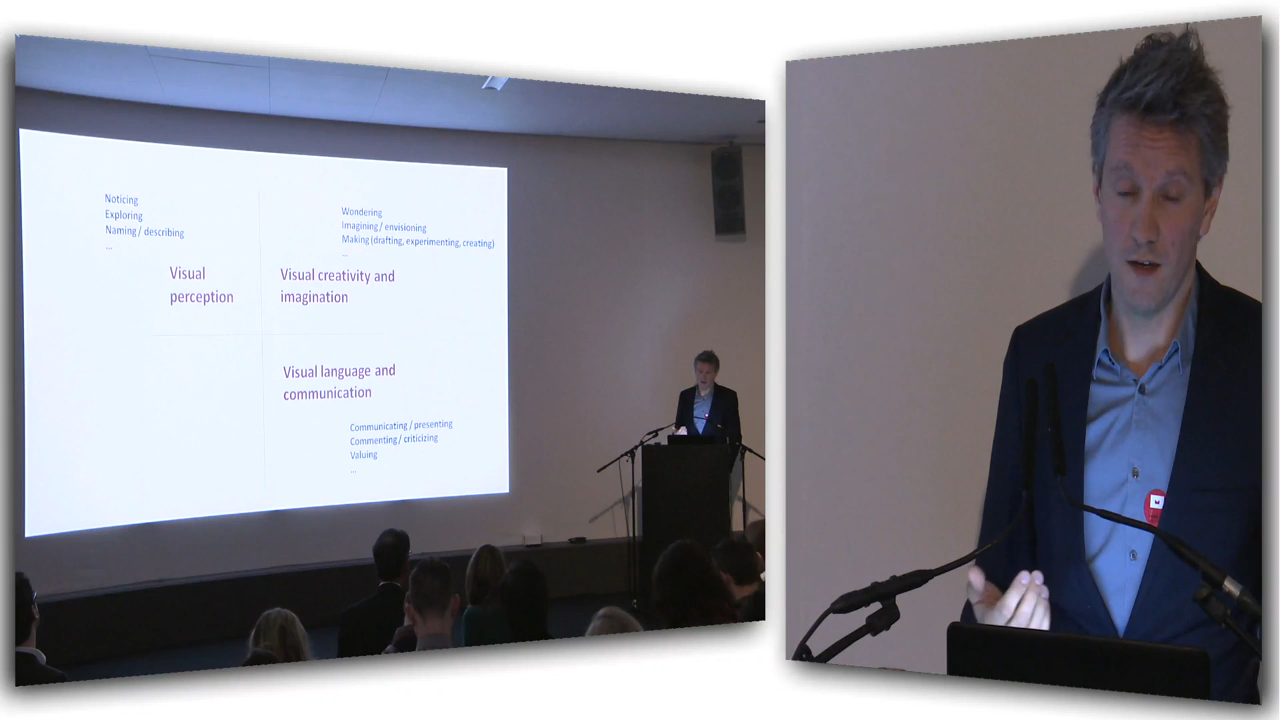 Noticing
Exploring
Naming / describing
...
Visual
perception
Wondering
Imagining / envisioning
Making (drafting, experimenting, creating)
...
Visual creativity and
imagination
Visual language and
communication
Communicating / presenting
Commenting / criticizing
Valuing
...